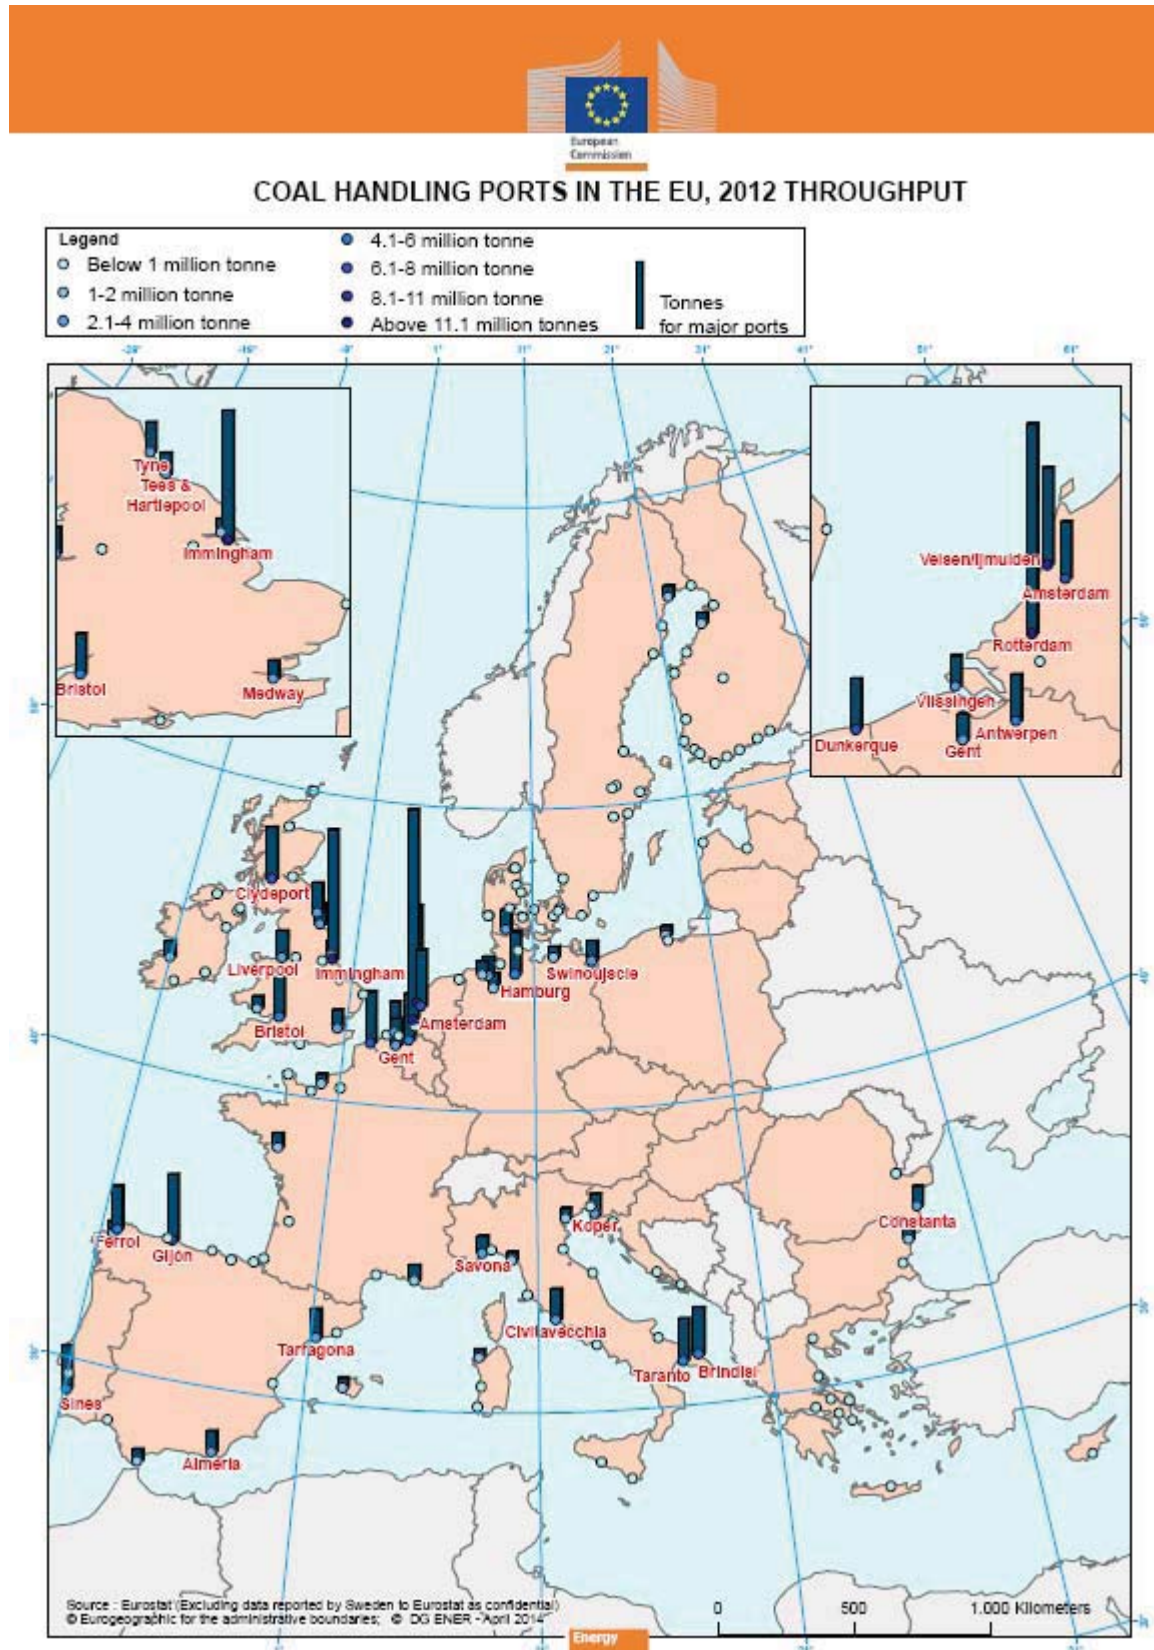 European
Commission
COAL HANDLING PORTS IN THE EU, 2012 THROUGHPUT
Legend
Below 1 million tonne
1-2 million tonne
2.1-4 million tonne
4.1-6 million tonne
6.1-8 million tonne
8.1-11 million tonne
Above 11.1 million tonnes
Tonnes
for major ports
Tyne
Tees &
Hartlepool
Immingham
Bristol
Medway
Velsen/Ijmuiden
Amsterdam
Rotterdam
Vlissingen
Antwerpen
Dunkerque
Gent
Clydeport
Liverpool
Immingham
Bristol
Hamburg
Swinoujscie
Amsterdam
Gent
Ferrol
Gijón
Koper
Constanta
Savona
Civitavecchia
Tarragona
Taranto
Brindisi
Sines
Almeria
Source : Eurostat (Excluding data reported by Sweden to Eurostat as confidential)
© Eurogeographic for the administrative boundaries; © DG ENER - April 2014
0 500 1.000 Kilometers
Energy